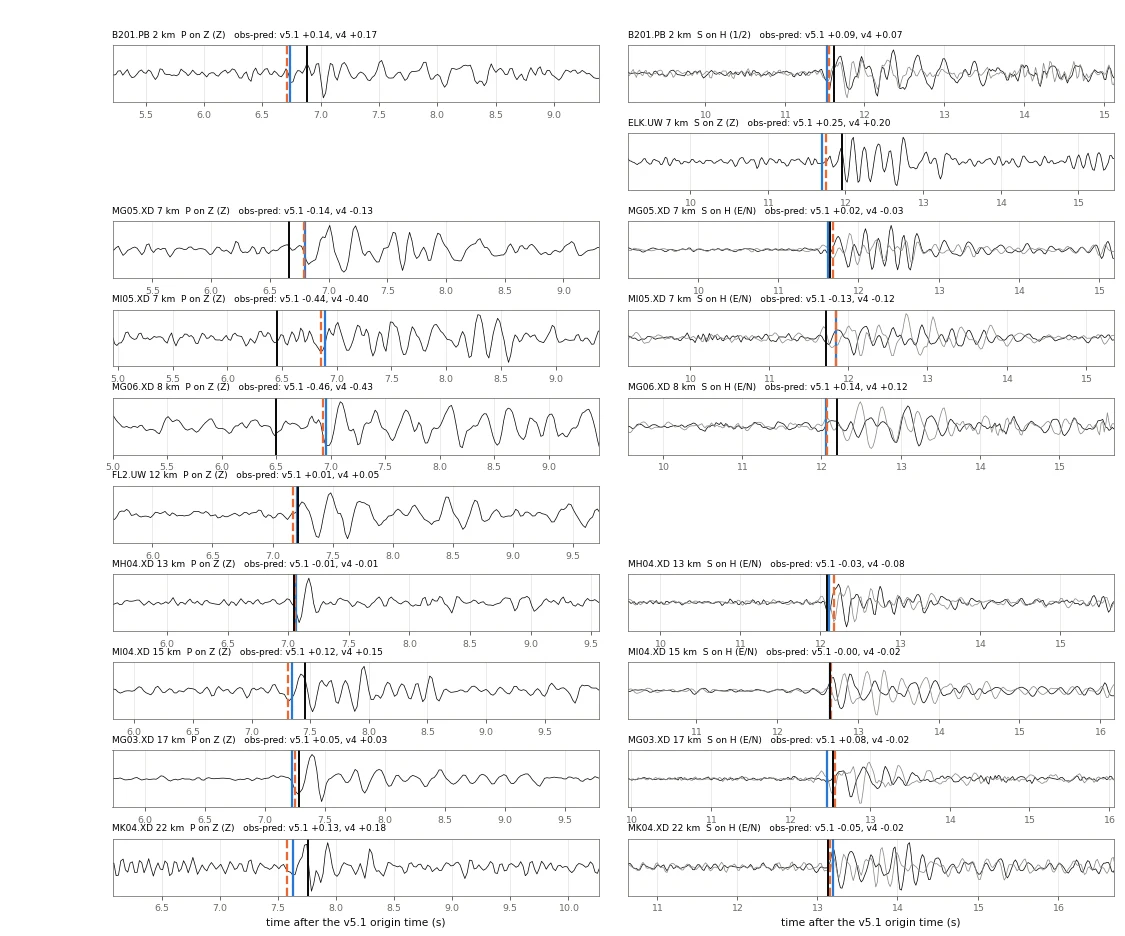 B201.PB 2 km  P on Z (Z)   obs-pred: v5.1 +0.14, v4 +0.17
5.5 6.0 6.5 7.0 7.5 8.0 8.5 9.0
B201.PB 2 km  S on H (1/2)   obs-pred: v5.1 +0.09, v4 +0.07
10 11 12 13 14 15
ELK.UW 7 km  S on Z (Z)   obs-pred: v5.1 +0.25, v4 +0.20
10 11 12 13 14 15
MG05.XD 7 km  P on Z (Z)   obs-pred: v5.1 -0.14, v4 -0.13
5.5 6.0 6.5 7.0 7.5 8.0 8.5 9.0
MG05.XD 7 km  S on H (E/N)   obs-pred: v5.1 +0.02, v4 -0.03
10 11 12 13 14 15
MI05.XD 7 km  P on Z (Z)   obs-pred: v5.1 -0.44, v4 -0.40
5.0 5.5 6.0 6.5 7.0 7.5 8.0 8.5 9.0
MI05.XD 7 km  S on H (E/N)   obs-pred: v5.1 -0.13, v4 -0.12
10 11 12 13 14 15
MG06.XD 8 km  P on Z (Z)   obs-pred: v5.1 -0.46, v4 -0.43
5.0 5.5 6.0 6.5 7.0 7.5 8.0 8.5 9.0
MG06.XD 8 km  S on H (E/N)   obs-pred: v5.1 +0.14, v4 +0.12
10 11 12 13 14 15
FL2.UW 12 km  P on Z (Z)   obs-pred: v5.1 +0.01, v4 +0.05
6.0 6.5 7.0 7.5 8.0 8.5 9.0 9.5
MH04.XD 13 km  P on Z (Z)   obs-pred: v5.1 -0.01, v4 -0.01
6.0 6.5 7.0 7.5 8.0 8.5 9.0 9.5
MH04.XD 13 km  S on H (E/N)   obs-pred: v5.1 -0.03, v4 -0.08
10 11 12 13 14 15
MI04.XD 15 km  P on Z (Z)   obs-pred: v5.1 +0.12, v4 +0.15
6.0 6.5 7.0 7.5 8.0 8.5 9.0 9.5
MI04.XD 15 km  S on H (E/N)   obs-pred: v5.1 -0.00, v4 -0.02
11 12 13 14 15 16
MG03.XD 17 km  P on Z (Z)   obs-pred: v5.1 +0.05, v4 +0.03
6.0 6.5 7.0 7.5 8.0 8.5 9.0 9.5
MG03.XD 17 km  S on H (E/N)   obs-pred: v5.1 +0.08, v4 -0.02
10 11 12 13 14 15 16
MK04.XD 22 km  P on Z (Z)   obs-pred: v5.1 +0.13, v4 +0.18
6.5 7.0 7.5 8.0 8.5 9.0 9.5 10.0
time after the v5.1 origin time (s)
MK04.XD 22 km  S on H (E/N)   obs-pred: v5.1 -0.05, v4 -0.02
11 12 13 14 15 16
time after the v5.1 origin time (s)